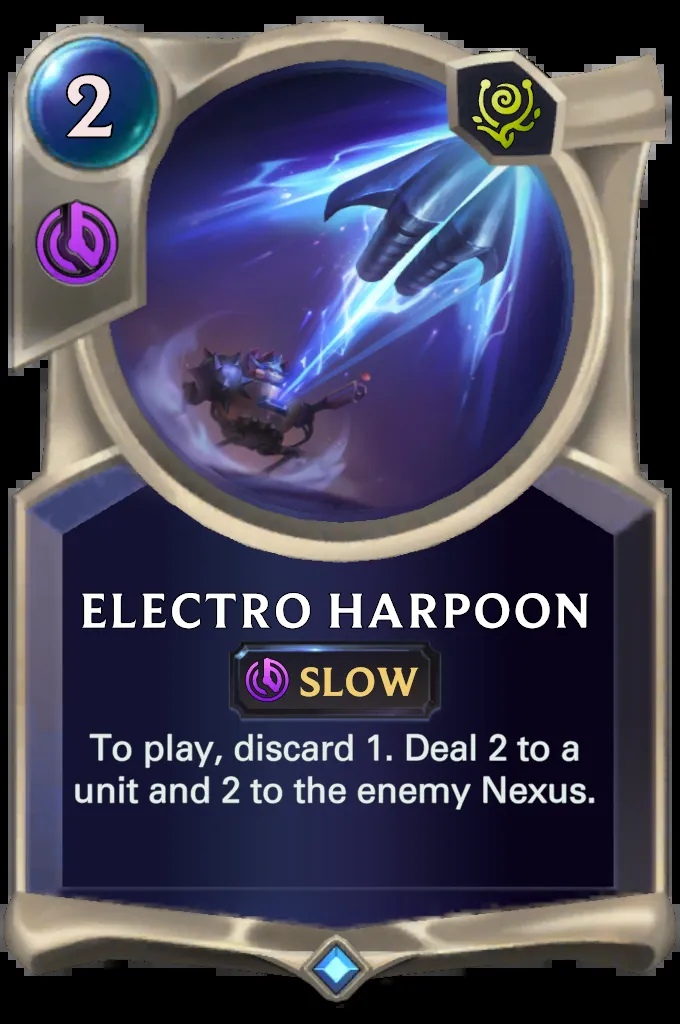 2
ELECTRO HARPOON
SLOW
To play, discard 1. Deal 2 to a
unit and 2 to the enemy Nexus.